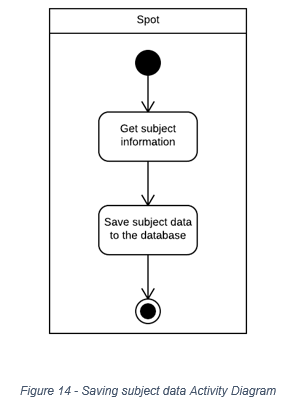 Spot
Get subject
information
Save subject data
to the database
Figure 14 - Saving subject data Activity Diagram